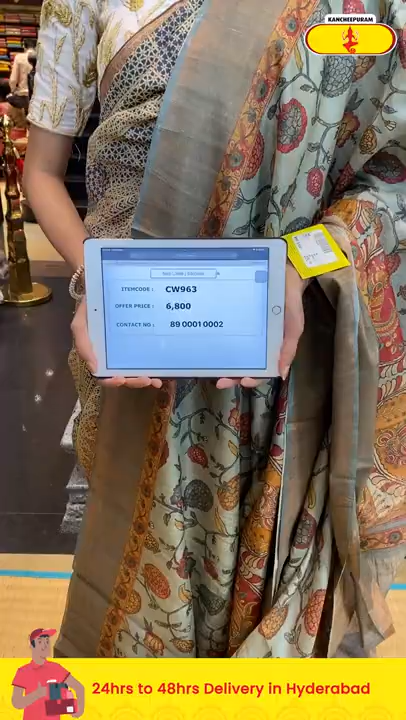 KANCHEEPURAM
ITEMCODE : CW963
OFFER PRICE : 6,800
CONTACT NO : 89 0001 0002
24hrs to 48hrs Delivery in Hyderabad